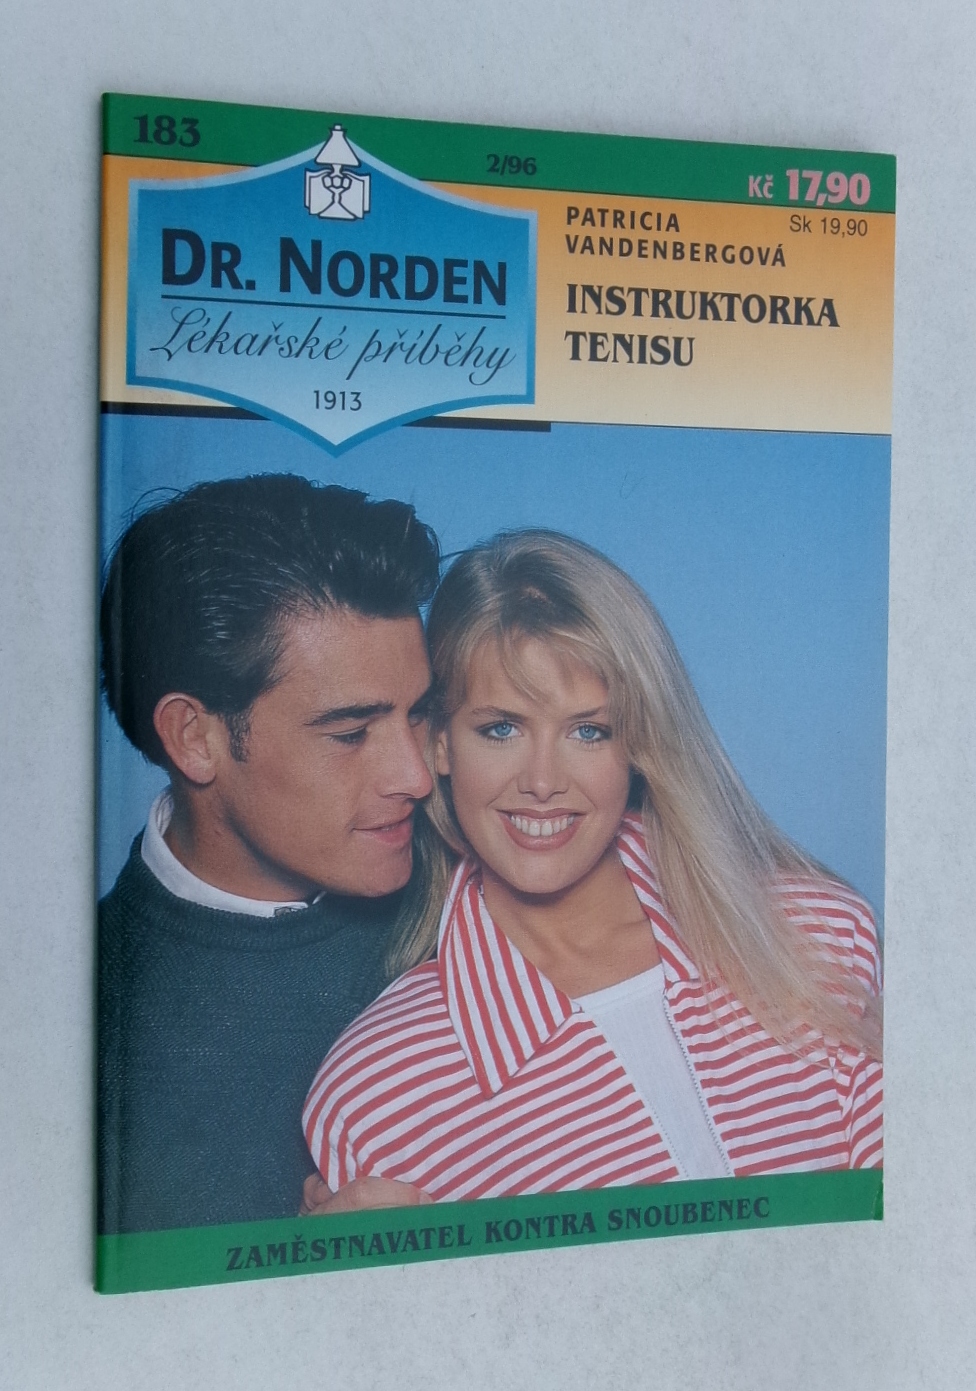 183
2/96
Kč 17,90
Sk 19,90
DR. NORDEN
Lékařské příběhy
1913
PATRICIA
VANDENBERGOVÁ
INSTRUKTORKA
TENISU
ZAMĚSTNAVATEL KONTRA SNOUBENEC